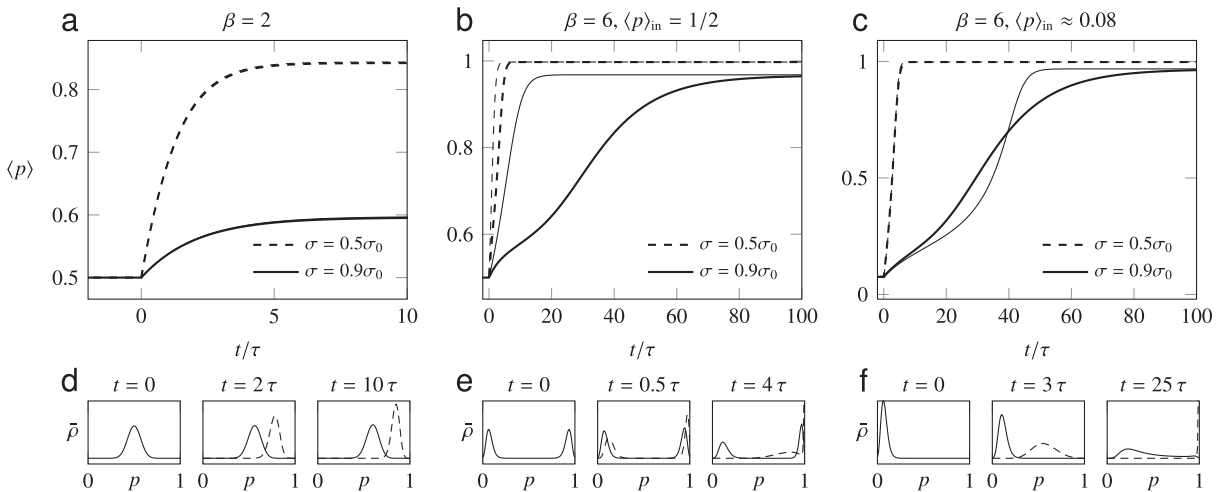 a β = 2
b β = 6, ⟨p⟩in = 1/2
c β = 6, ⟨p⟩in ≈ 0.08
⟨p⟩
0.8
0.7
0.6
0.5
0 5 10
t/τ
σ = 0.5σ0
σ = 0.9σ0
1
0.8
0.6
0 20 40 60 80 100
t/τ
σ = 0.5σ0
σ = 0.9σ0
1
0.5
0
0 20 40 60 80 100
t/τ
σ = 0.5σ0
σ = 0.9σ0
d t = 0 t = 2 τ t = 10 τ
ρ̄
0 p 1 0 p 1 0 p 1
e t = 0 t = 0.5 τ t = 4 τ
ρ̄
0 p 1 0 p 1 0 p 1
f t = 0 t = 3 τ t = 25 τ
ρ̄
0 p 1 0 p 1 0 p 1